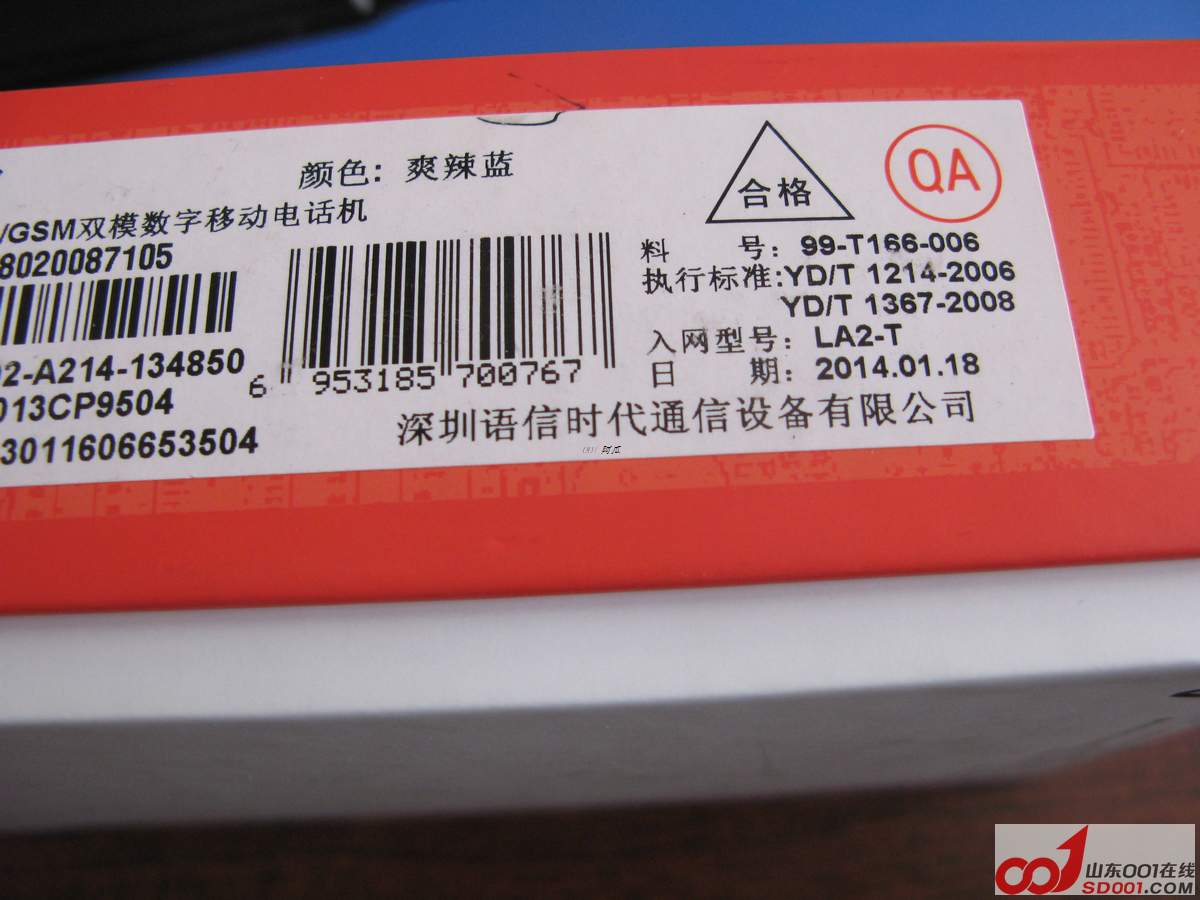 颜色：爽辣蓝
/GSM双模数字移动电话机
8020087105
02-A214-134850
013CP9504
3011606653504
6 953185 700767
合格
QA
料 号：99-T166-006
执行标准:YD/T 1214-2006
YD/T 1367-2008
入网型号：LA2-T
日 期：2014.01.18
深圳语信时代通信设备有限公司
山东001在线
SD001.COM